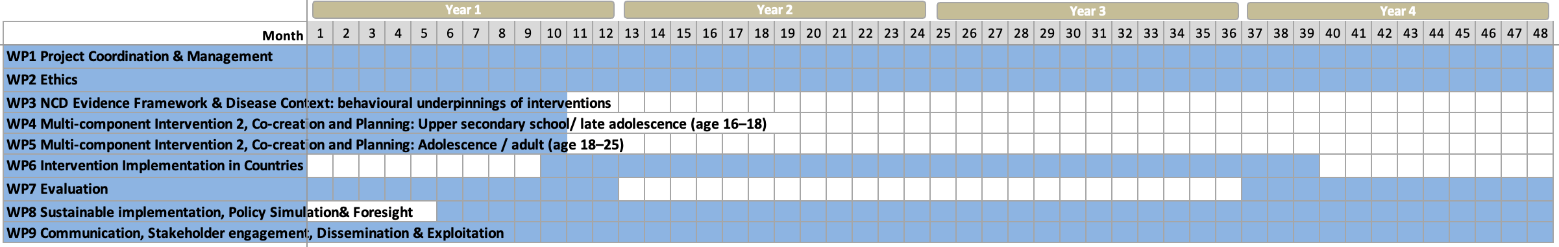 Year 1 Year 2 Year 3 Year 4
Month 1 2 3 4 5 6 7 8 9 10 11 12 13 14 15 16 17 18 19 20 21 22 23 24 25 26 27 28 29 30 31 32 33 34 35 36 37 38 39 40 41 42 43 44 45 46 47 48
WP1 Project Coordination & Management
WP2 Ethics
WP3 NCD Evidence Framework & Disease Context: behavioural underpinnings of interventions
WP4 Multi-component Intervention 2, Co-creation and Planning: Upper secondary school/ late adolescence (age 16–18)
WP5 Multi-component Intervention 2, Co-creation and Planning: Adolescence / adult (age 18–25)
WP6 Intervention Implementation in Countries
WP7 Evaluation
WP8 Sustainable implementation, Policy Simulation& Foresight
WP9 Communication, Stakeholder engagement, Dissemination & Exploitation